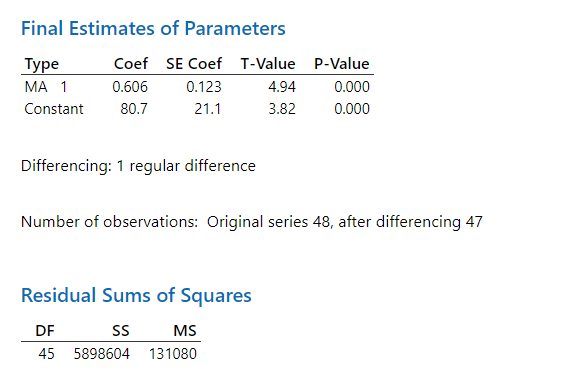 Final Estimates of Parameters
Type Coef SE Coef T-Value P-Value
MA 1 0.606 0.123 4.94 0.000
Constant 80.7 21.1 3.82 0.000
Differencing: 1 regular difference
Number of observations: Original series 48, after differencing 47
Residual Sums of Squares
DF SS MS
45 5898604 131080